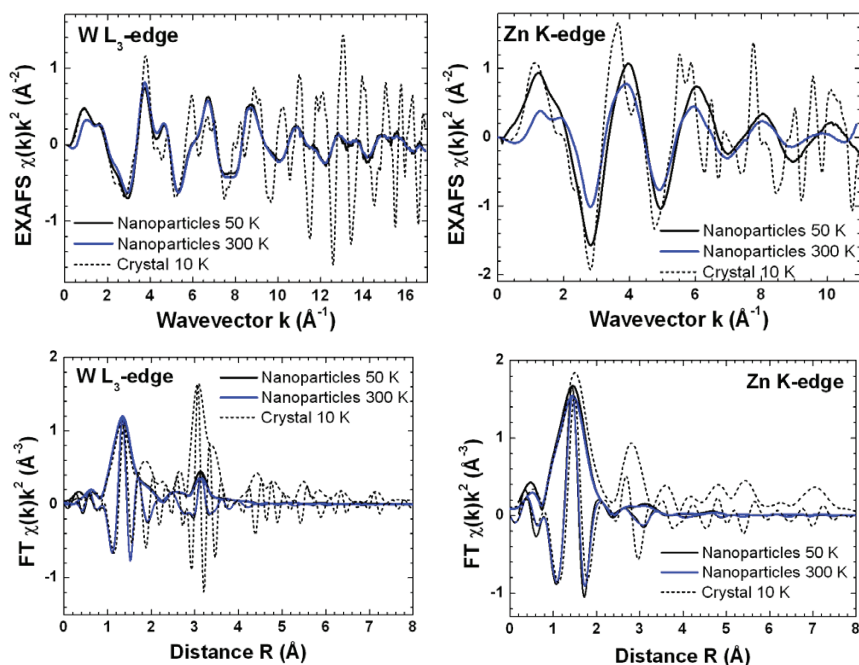 W L₃-edge
EXAFS χ(k)k² (Å⁻²)
1
0
-1
Nanoparticles 50 K
Nanoparticles 300 K
Crystal 10 K
0 2 4 6 8 10 12 14 16
Wavevector k (Å⁻¹)
Zn K-edge
EXAFS χ(k)k² (Å⁻²)
1
0
-1
-2
Nanoparticles 50 K
Nanoparticles 300 K
Crystal 10 K
0 2 4 6 8 10
Wavevector k (Å⁻¹)
W L₃-edge
FT χ(k)k² (Å⁻³)
2
1
0
-1
Nanoparticles 50 K
Nanoparticles 300 K
Crystal 10 K
0 1 2 3 4 5 6 7 8
Distance R (Å)
Zn K-edge
FT χ(k)k² (Å⁻³)
2
1
0
-1
Nanoparticles 50 K
Nanoparticles 300 K
Crystal 10 K
0 1 2 3 4 5 6 7 8
Distance R (Å)